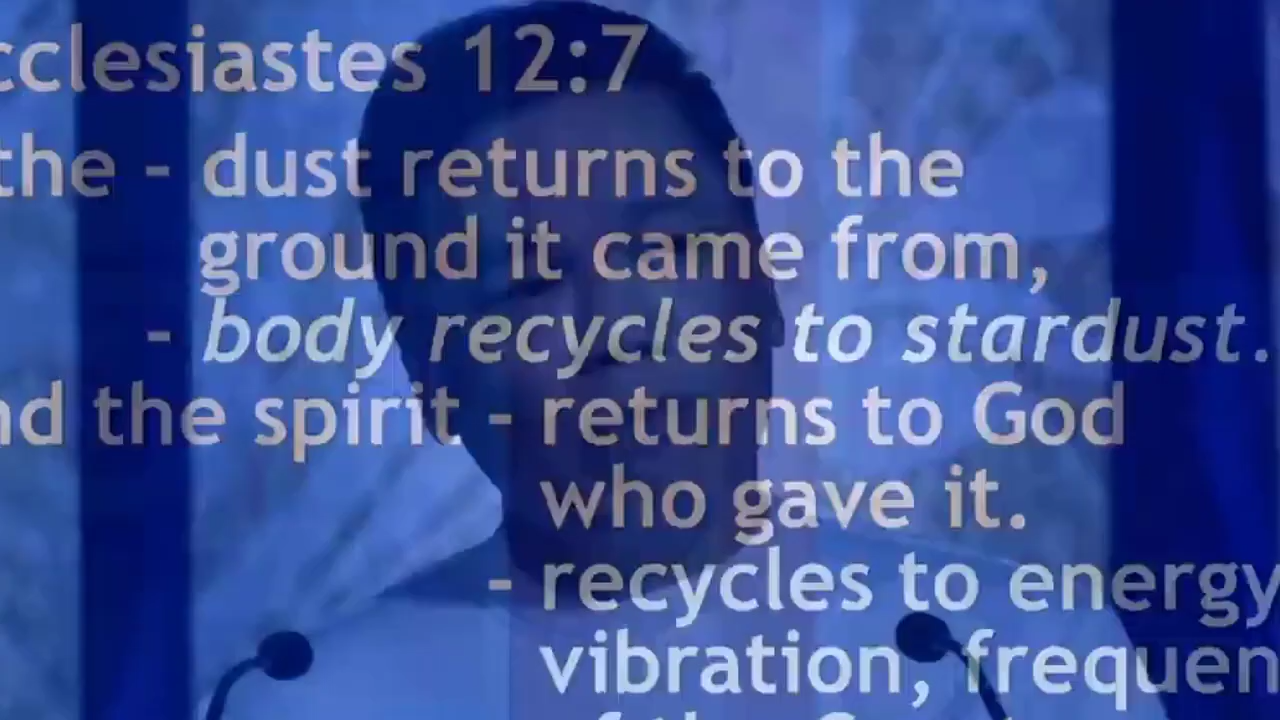 cclesiastes 12:7
the - dust returns to the
ground it came from,
- body recycles to stardust.
nd the spirit - returns to God
who gave it.
- recycles to energy
vibration, frequen